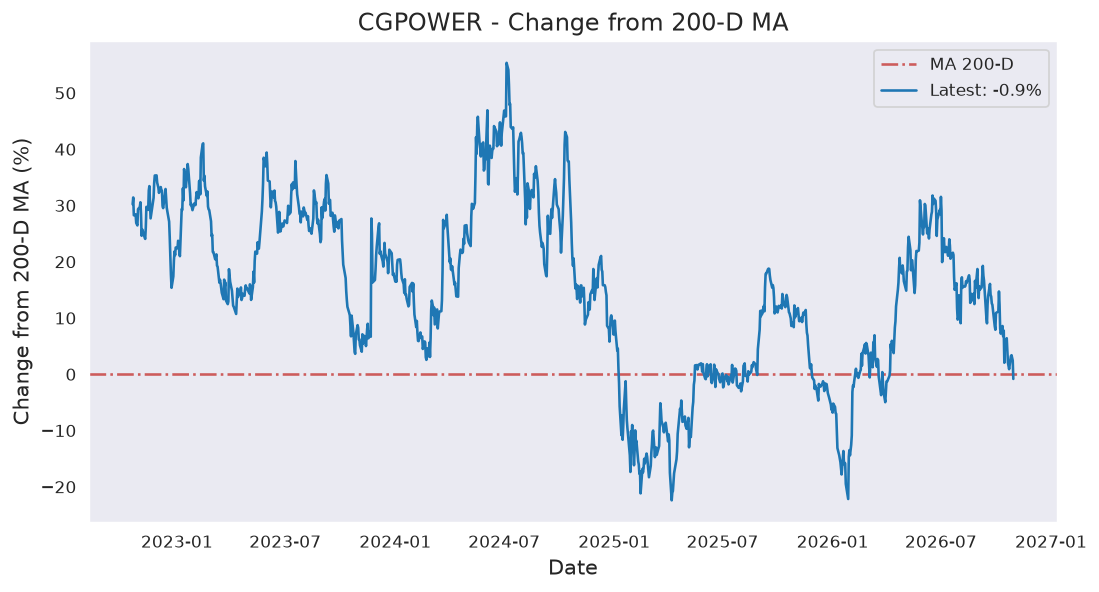 CGPOWER - Change from 200-D MA
MA 200-D
Latest: -0.9%
Change from 200-D MA (%)
50
40
30
20
10
0
−10
−20
2023-01 2023-07 2024-01 2024-07 2025-01 2025-07 2026-01 2026-07 2027-01
Date